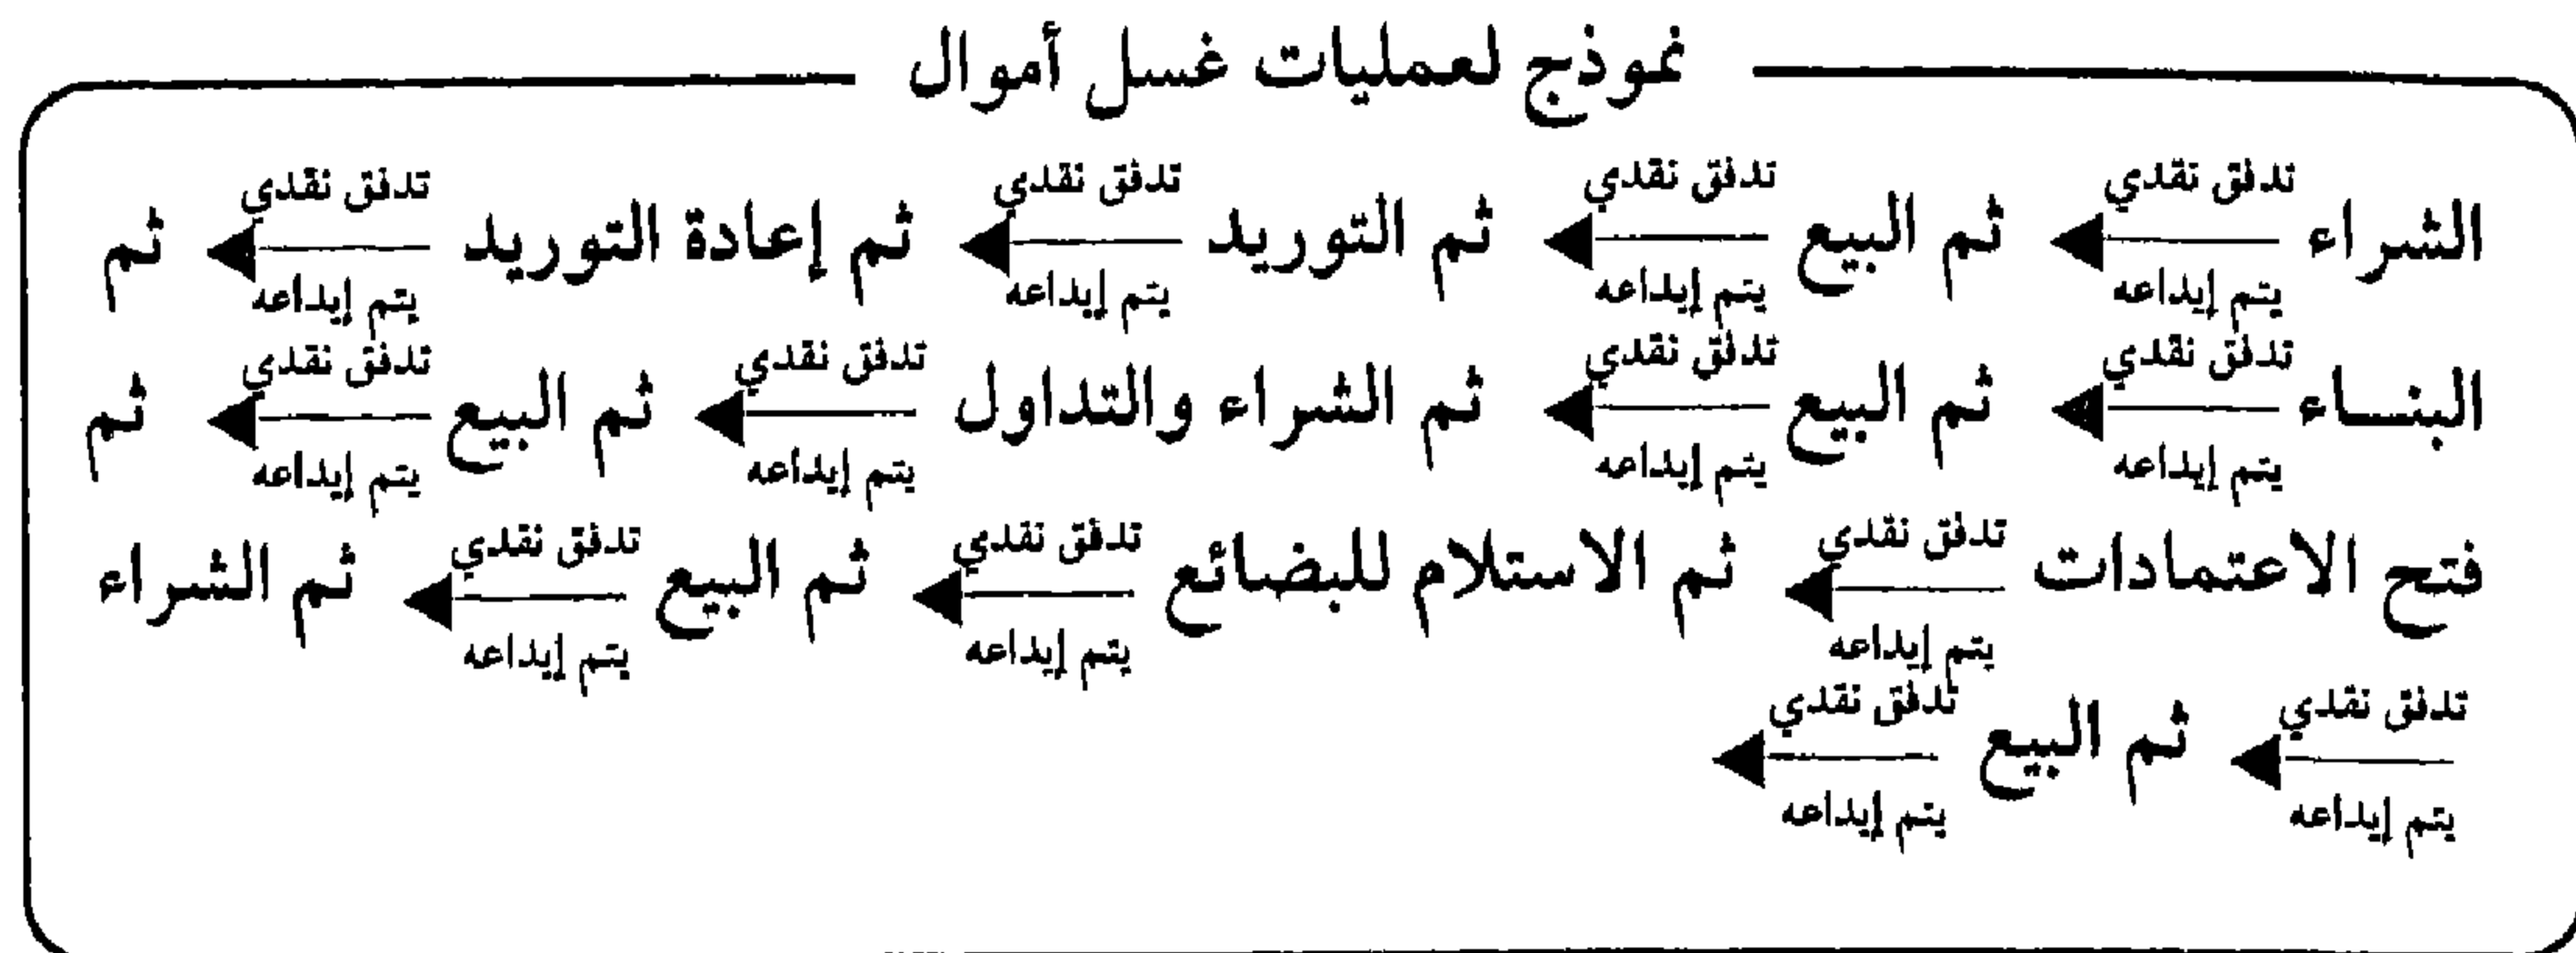 نموذج لعمليات غسل أموال
تدفق نقدي تدفق نقدي تدفق نقدي تدفق نقدي
الشراء ثم البيع ثم التوريد ثم إعادة التوريد ثم
يتم إيداعه يتم إيداعه يتم إيداعه يتم إيداعه
تدفق نقدي تدفق نقدي تدفق نقدي تدفق نقدي
البنـــاء ثم البيع ثم الشراء والتداول ثم البيع ثم
يتم إيداعه يتم إيداعه يتم إيداعه يتم إيداعه
تدفق نقدي تدفق نقدي تدفق نقدي
فتح الاعتمادات ثم الاستلام للبضائع ثم البيع ثم الشراء
يتم إيداعه يتم إيداعه يتم إيداعه
تدفق نقدي تدفق نقدي
ثم البيع
يتم إيداعه يتم إيداعه